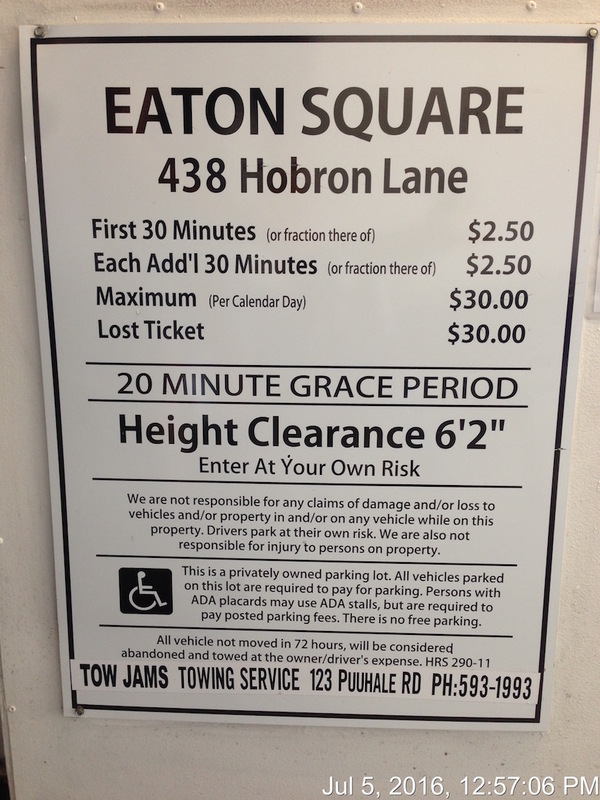 EATON SQUARE
438 Hobron Lane
First 30 Minutes (or fraction there of) $2.50
Each Add'l 30 Minutes (or fraction there of) $2.50
Maximum (Per Calendar Day) $30.00
Lost Ticket $30.00
20 MINUTE GRACE PERIOD
Height Clearance 6'2"
Enter At Your Own Risk
We are not responsible for any claims of damage and/or loss to
vehicles and/or property in and/or on any vehicle while on this
property. Drivers park at their own risk. We are also not
responsible for injury to persons on property.
This is a privately owned parking lot. All vehicles parked
on this lot are required to pay for parking. Persons with
ADA placards may use ADA stalls, but are required to
pay posted parking fees. There is no free parking.
All vehicle not moved in 72 hours, will be considered
abandoned and towed at the owner/driver's expense. HRS 290-11
TOW JAMS TOWING SERVICE 123 PUUHALE RD PH:593-1993
Jul 5, 2016, 12:57:06 PM